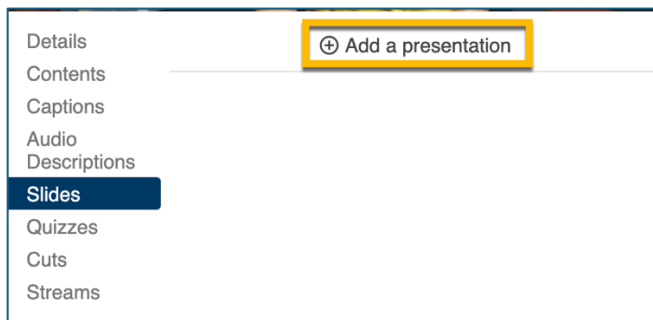 Details
Contents
Captions
Audio
Descriptions
Slides
Quizzes
Cuts
Streams
Add a presentation